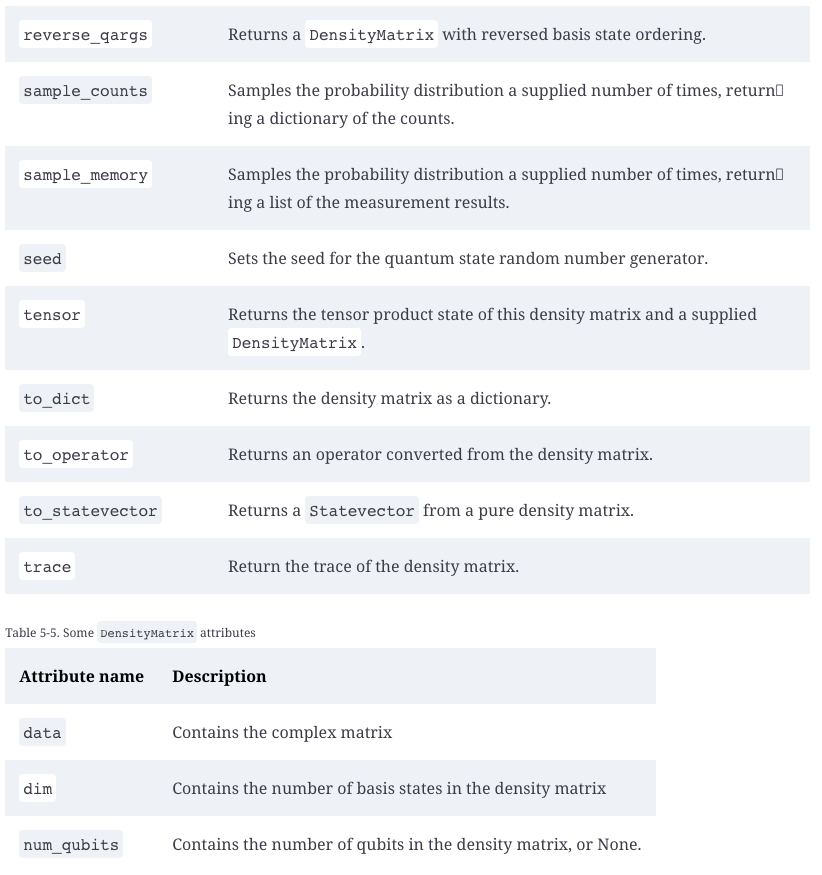 reverse_qargs Returns a DensityMatrix with reversed basis state ordering.
sample_counts Samples the probability distribution a supplied number of times, return
ing a dictionary of the counts.
sample_memory Samples the probability distribution a supplied number of times, return
ing a list of the measurement results.
seed Sets the seed for the quantum state random number generator.
tensor Returns the tensor product state of this density matrix and a supplied
DensityMatrix.
to_dict Returns the density matrix as a dictionary.
to_operator Returns an operator converted from the density matrix.
to_statevector Returns a Statevector from a pure density matrix.
trace Return the trace of the density matrix.
Table 5-5. Some DensityMatrix attributes
Attribute name Description
data Contains the complex matrix
dim Contains the number of basis states in the density matrix
num_qubits Contains the number of qubits in the density matrix, or None.